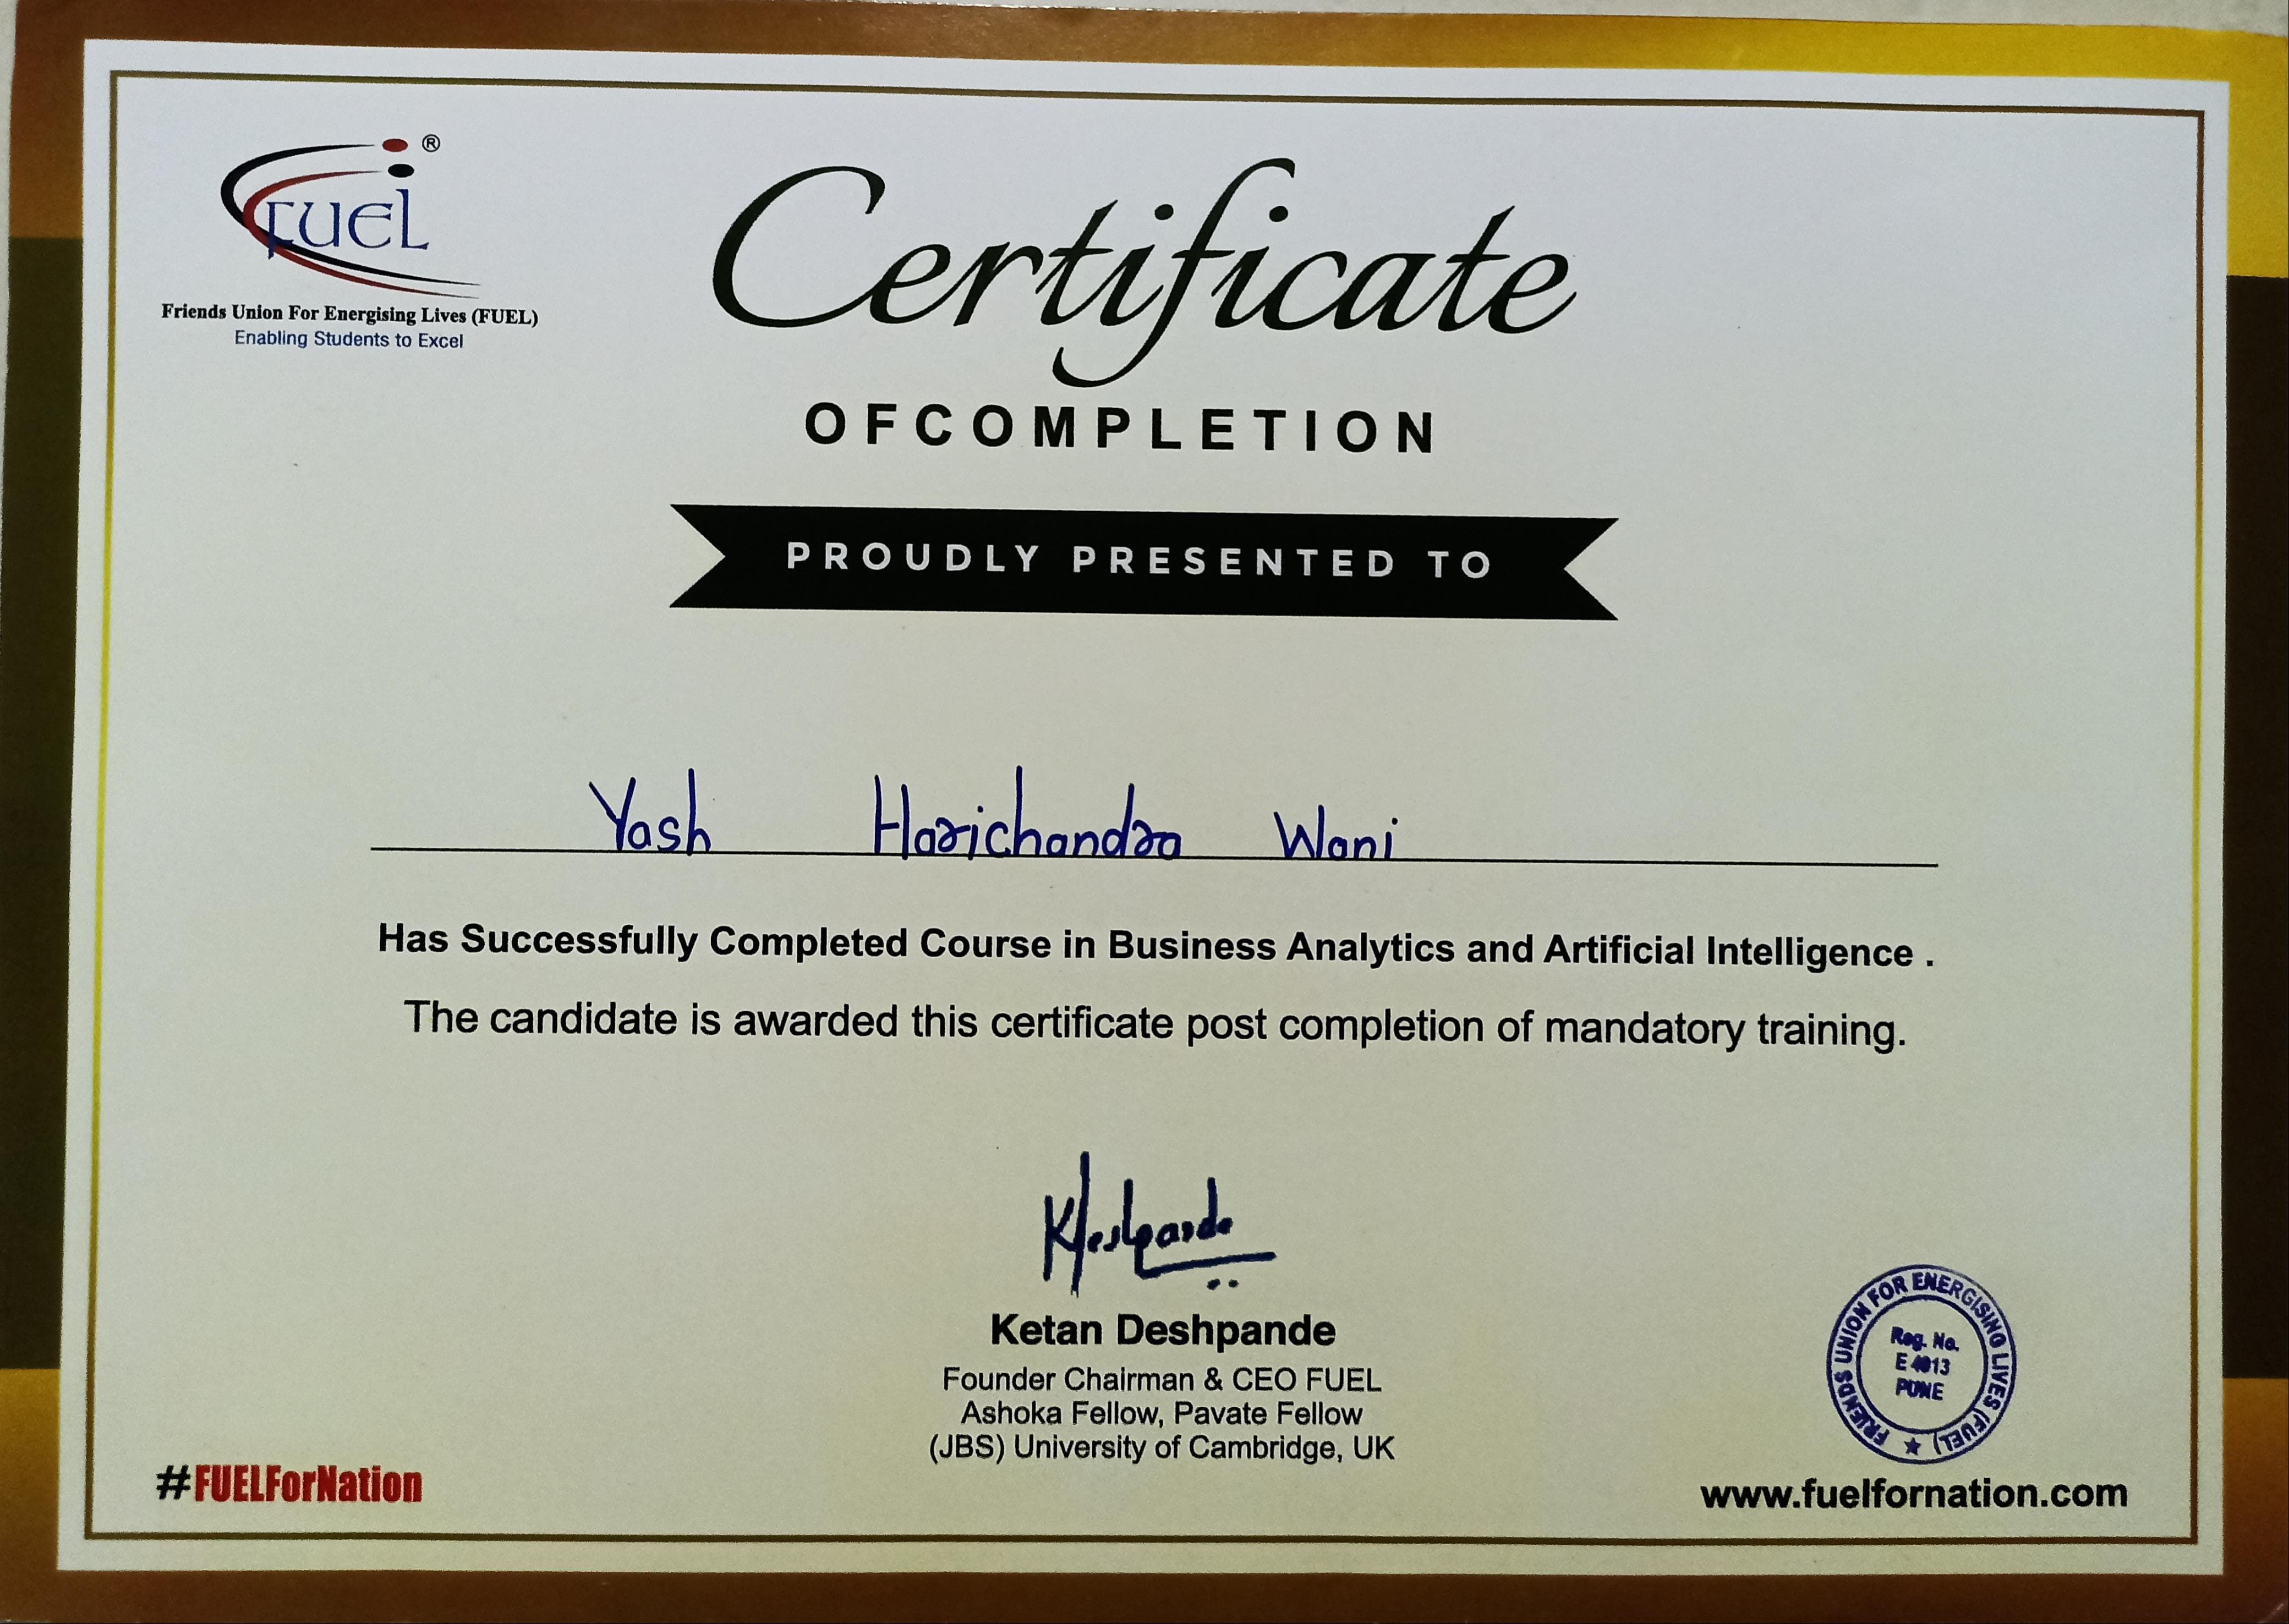 FUEL®
Friends Union For Energising Lives (FUEL)
Enabling Students to Excel
Certificate
OFCOMPLETION
PROUDLY PRESENTED TO
Yash Harichandra Wani
Has Successfully Completed Course in Business Analytics and Artificial Intelligence .
The candidate is awarded this certificate post completion of mandatory training.
KDeshpande
Ketan Deshpande
Founder Chairman & CEO FUEL
Ashoka Fellow, Pavate Fellow
(JBS) University of Cambridge, UK
FRIENDS UNION FOR ENERGISING LIVES (FUEL) ★
Reg. No.
E 4013
PUNE
#FUELForNation
www.fuelfornation.com